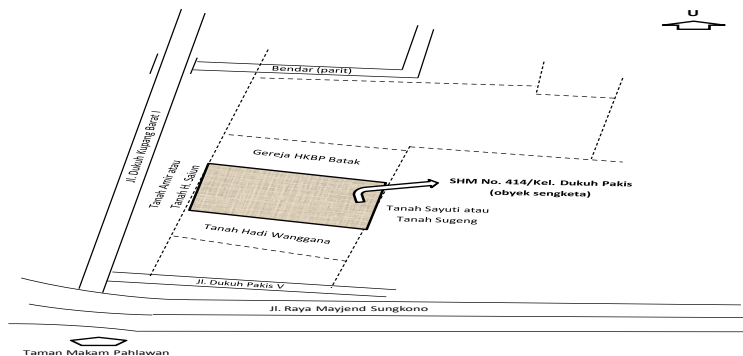 U
Bendar (parit)
Jl. Dukuh Kupang Barat I
Gereja HKBP Batak
Tanah Amir atau
Tanah H. Saiun
SHM No. 414/Kel. Dukuh Pakis
(obyek sengketa)
Tanah Sayuti atau
Tanah Sugeng
Tanah Hadi Wanggana
Jl. Dukuh Pakis V
Jl. Raya Mayjend Sungkono
Taman Makam Pahlawan